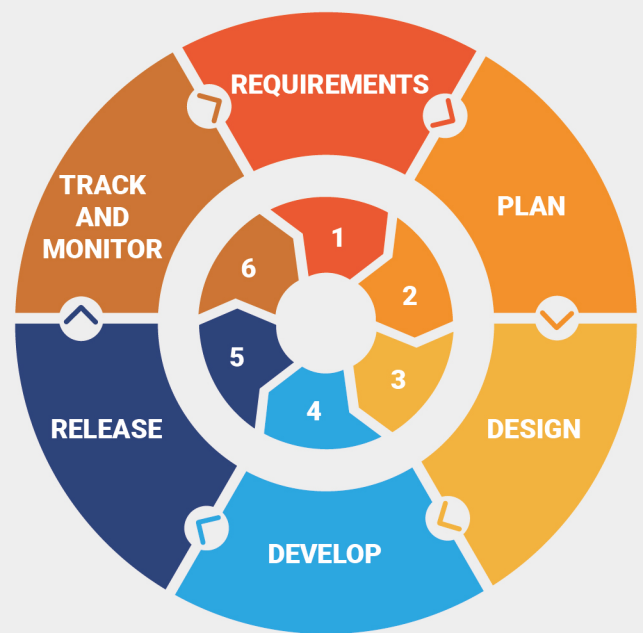 REQUIREMENTS
PLAN
DESIGN
DEVELOP
RELEASE
TRACK
AND
MONITOR
1
2
3
4
5
6